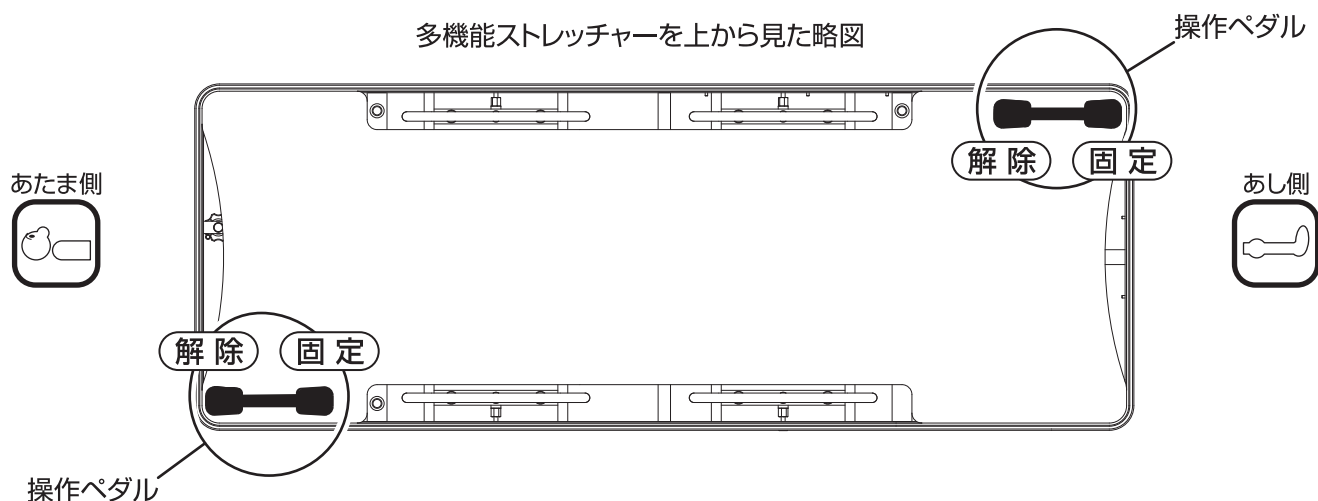 多機能ストレッチャーを上から見た略図
操作ペダル
解除
固定
あたま側
あし側
解除
固定
操作ペダル